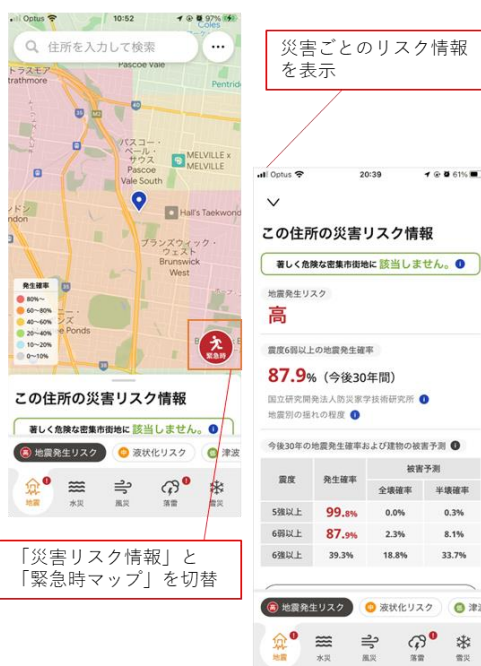 Optus
10:52
97%
住所を入力して検索
Coles
Pascoe Vale
トラスモア
trathmore
Pentrid
40
35
M2
パスコー・
ベール・
サウス
Pascoe
Vale South
MELVILLE x
MELVILLE
Hall's Taekwond
ブランズウィック・
ウェスト
Brunswick
West
ndon
e Ponds
発生確率
80%〜
60〜80%
40〜60%
20〜40%
10〜20%
0〜10%
緊急時
この住所の災害リスク情報
著しく危険な密集市街地に該当しません。
高 地震発生リスク
液状化リスク
津波
地震
水災
風災
落雷
雪災
「災害リスク情報」と
「緊急時マップ」を切替
災害ごとのリスク情報
を表示
Optus
20:39
61%
この住所の災害リスク情報
著しく危険な密集市街地に該当しません。
地震発生リスク
高
震度6弱以上の地震発生確率
87.9%（今後30年間）
国立研究開発法人防災家学技術研究所
地震別の揺れの程度
今後30年の地震発生確率および建物の被害予測
震度
発生確率
被害予測
全壊確率
半壊確率
5強以上 99.8% 0.0% 0.3%
6弱以上 87.9% 2.3% 8.1%
6強以上 39.3% 18.8% 33.7%
高 地震発生リスク
液状化リスク
地震
水災
風災
落雷
雪災